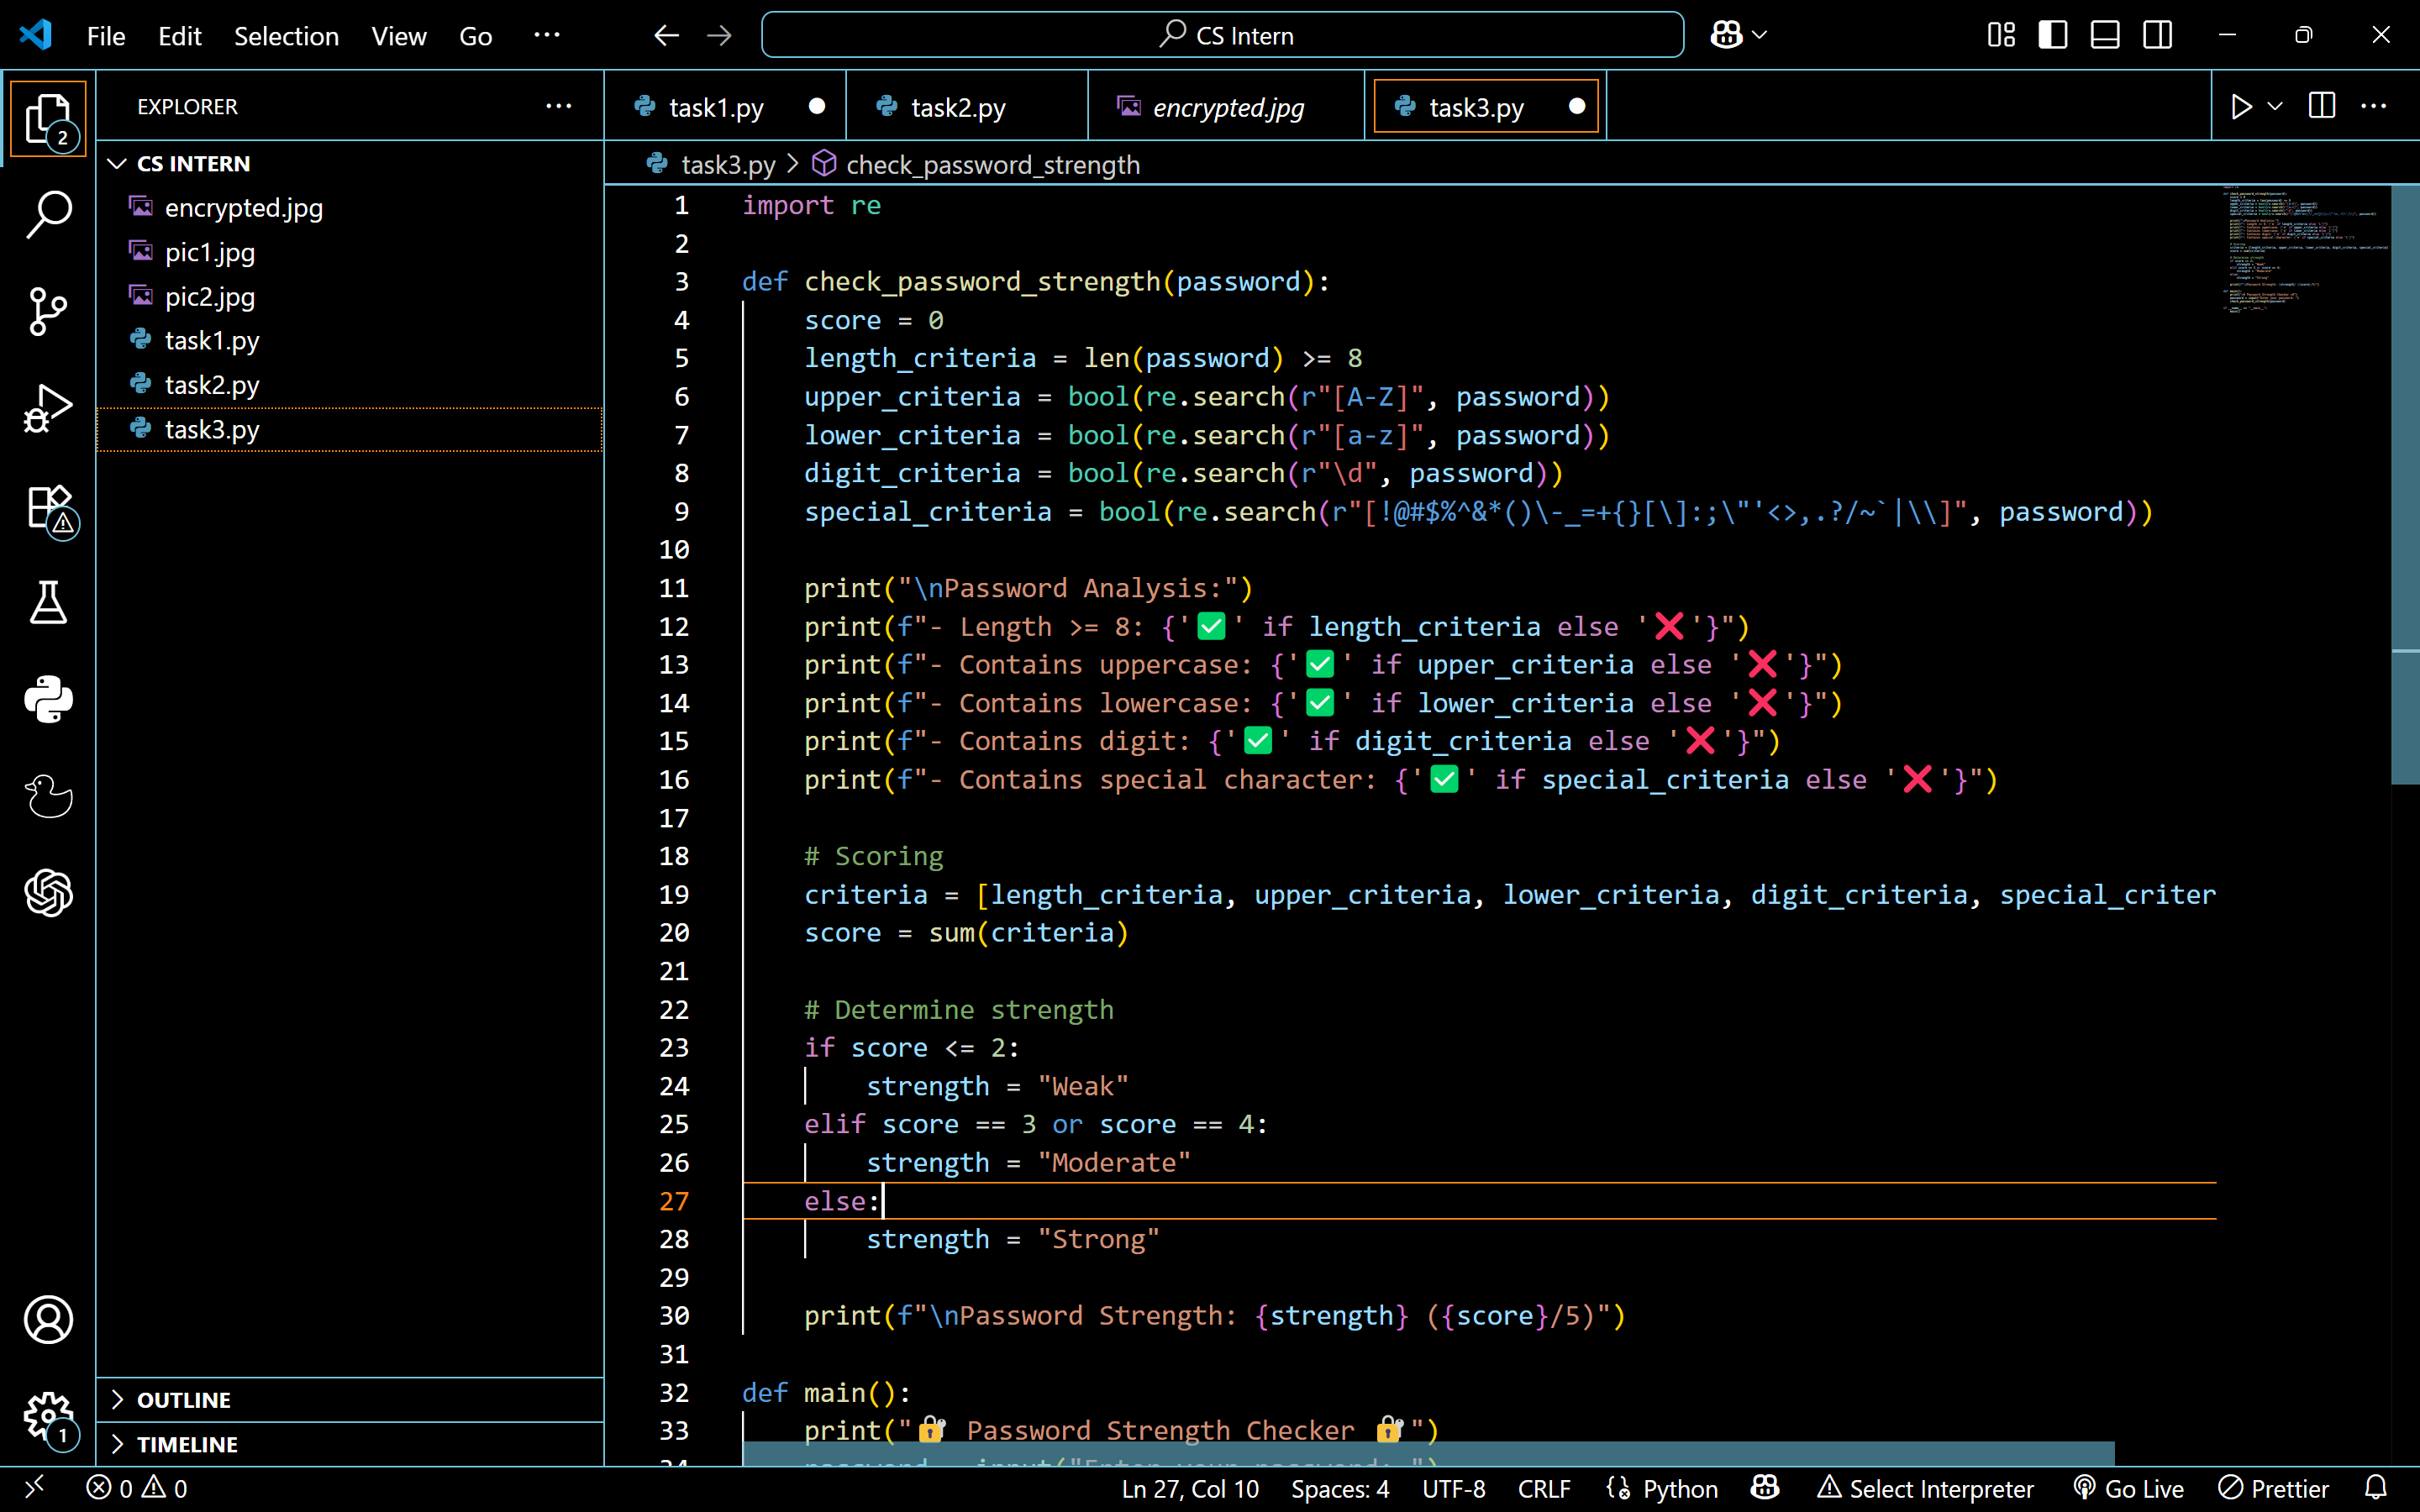 File Edit Selection View Go ··· CS Intern
EXPLORER ···
2
CS INTERN
encrypted.jpg
pic1.jpg
pic2.jpg
task1.py
task2.py
task3.py
OUTLINE
TIMELINE
1
task1.py task2.py encrypted.jpg task3.py
task3.py > check_password_strength
1 import re
2
3 def check_password_strength(password):
4     score = 0
5     length_criteria = len(password) >= 8
6     upper_criteria = bool(re.search(r"[A-Z]", password))
7     lower_criteria = bool(re.search(r"[a-z]", password))
8     digit_criteria = bool(re.search(r"\d", password))
9     special_criteria = bool(re.search(r"[!@#$%^&*()\-_=+{}[\]:;\"'<>,.?/~`|\\]", password))
10
11     print("\nPassword Analysis:")
12     print(f"- Length >= 8: {'✅' if length_criteria else '❌'}")
13     print(f"- Contains uppercase: {'✅' if upper_criteria else '❌'}")
14     print(f"- Contains lowercase: {'✅' if lower_criteria else '❌'}")
15     print(f"- Contains digit: {'✅' if digit_criteria else '❌'}")
16     print(f"- Contains special character: {'✅' if special_criteria else '❌'}")
17
18     # Scoring
19     criteria = [length_criteria, upper_criteria, lower_criteria, digit_criteria, special_criter
20     score = sum(criteria)
21
22     # Determine strength
23     if score <= 2:
24         strength = "Weak"
25     elif score == 3 or score == 4:
26         strength = "Moderate"
27     else:
28         strength = "Strong"
29
30     print(f"\nPassword Strength: {strength} ({score}/5)")
31
32 def main():
33     print("🔐 Password Strength Checker 🔐")
34     password = input("Enter your password: ")
0 0 Ln 27, Col 10 Spaces: 4 UTF-8 CRLF Python Select Interpreter Go Live Prettier